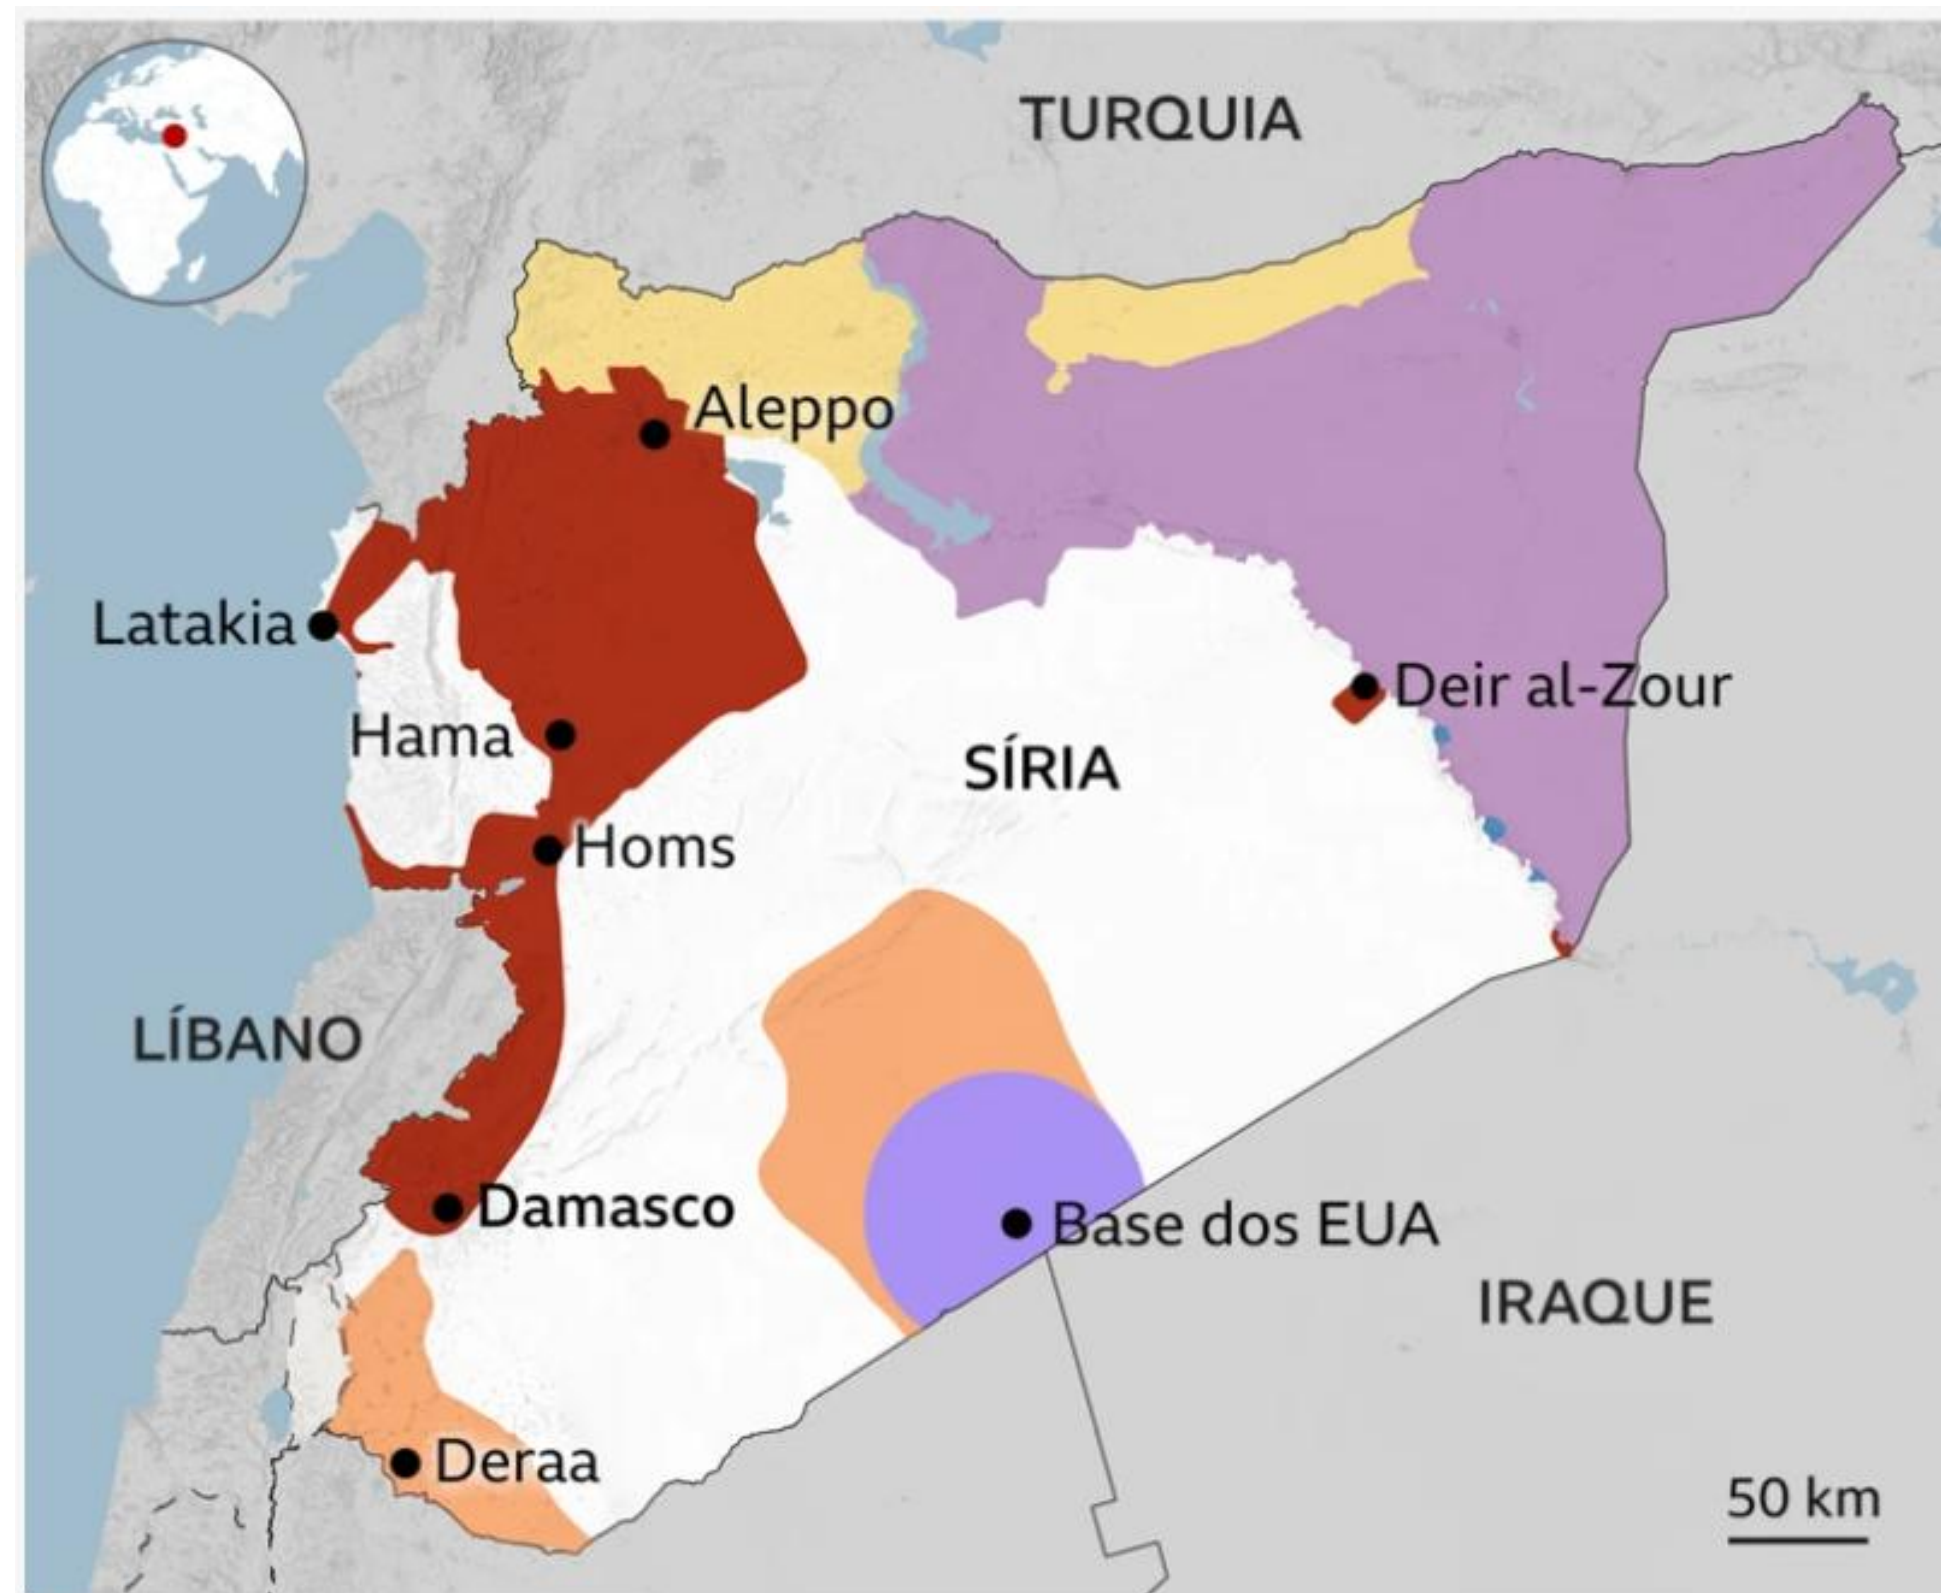 TURQUIA
Aleppo
Latakia
Deir al-Zour
Hama
SÍRIA
Homs
LÍBANO
Damasco
Base dos EUA
IRAQUE
Deraa
50 km